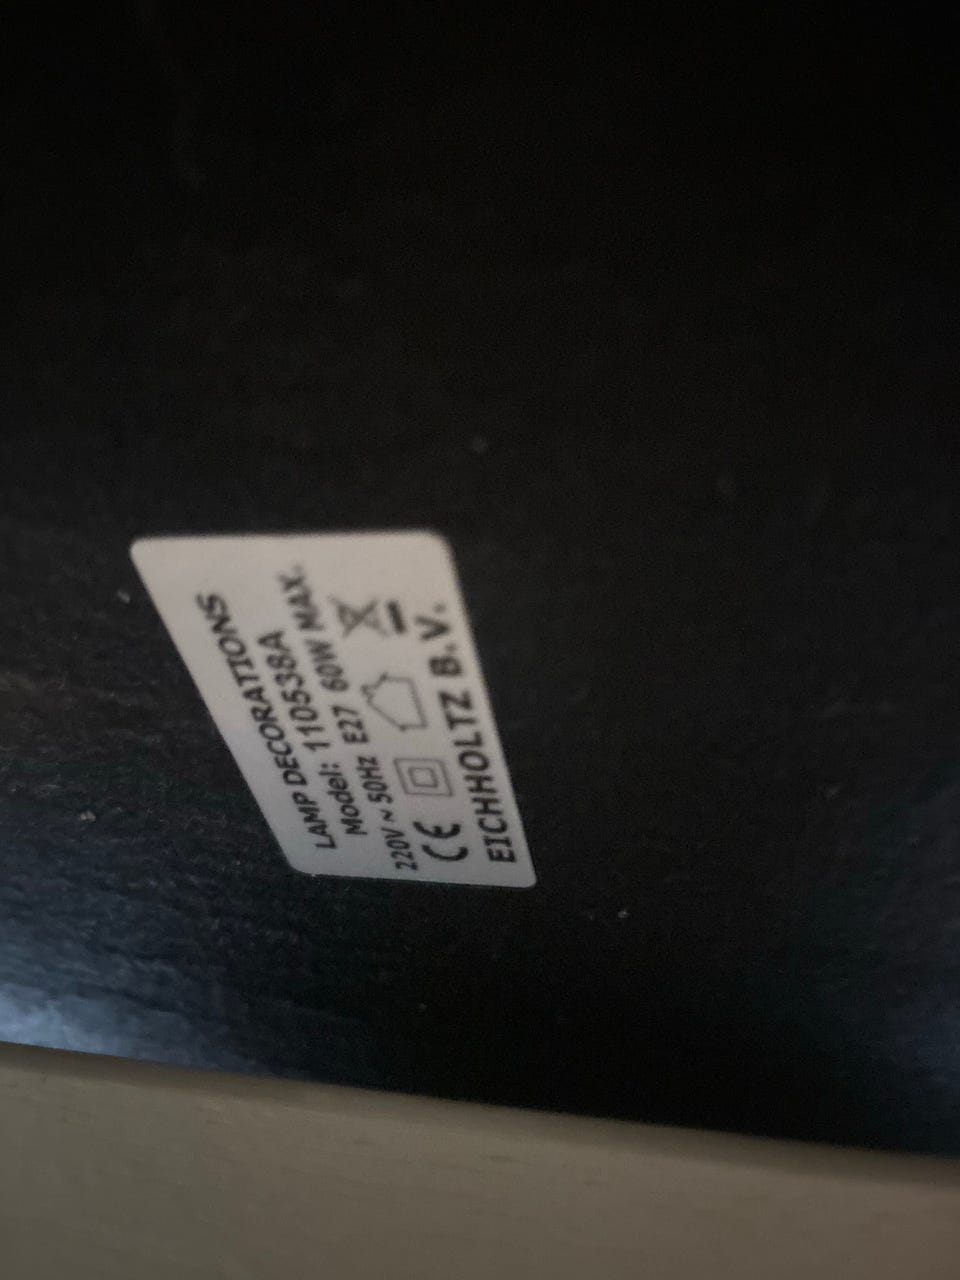 LAMP DECORATIONS
Model: 110538A
220V ~ 50Hz E27 60W MAX.
CE
EICHHOLTZ B.V.